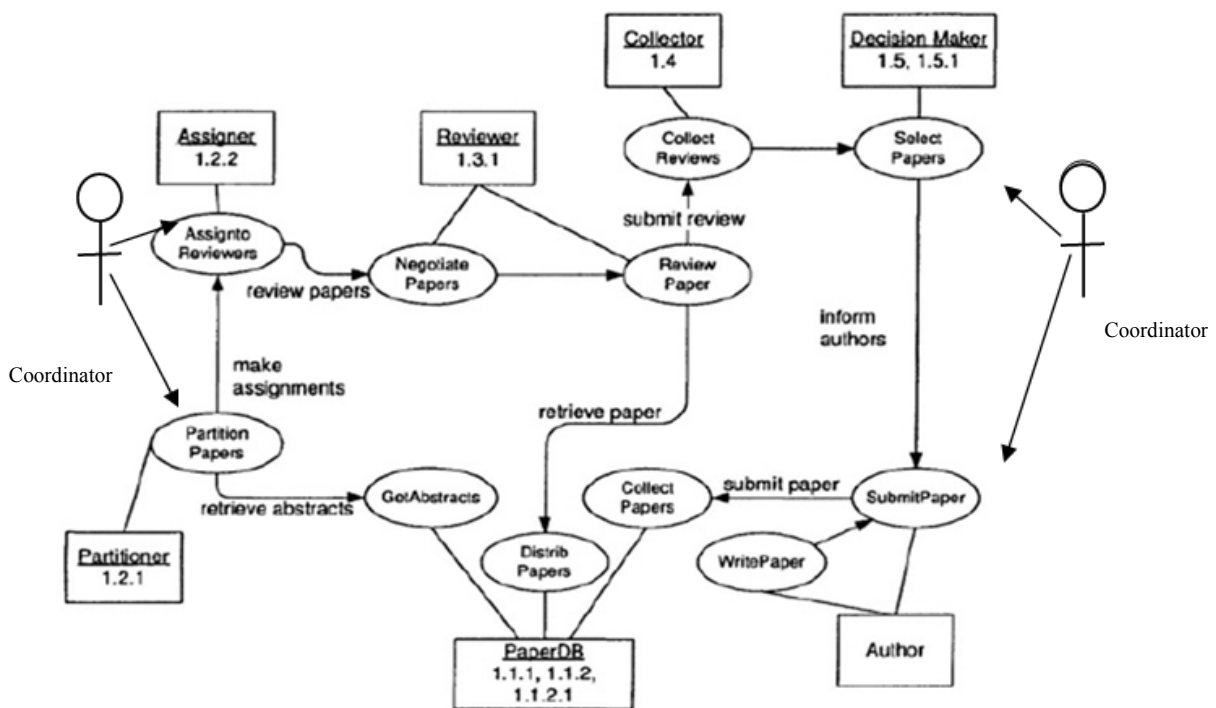 Collector
1.4
Decision Maker
1.5, 1.5.1
Assigner
1.2.2
Reviewer
1.3.1
Collect
Reviews
Select
Papers
submit review
Assignto
Reviewers
Negotiate
Papers
Review
Paper
review papers
inform
authors
Coordinator
Coordinator
make
assignments
retrieve paper
Partition
Papers
retrieve abstracts
GetAbstracts
Collect
Papers
submit paper
SubmitPaper
Partitioner
1.2.1
Distrib
Papers
WritePaper
PaperDB
1.1.1, 1.1.2,
1.1.2.1
Author